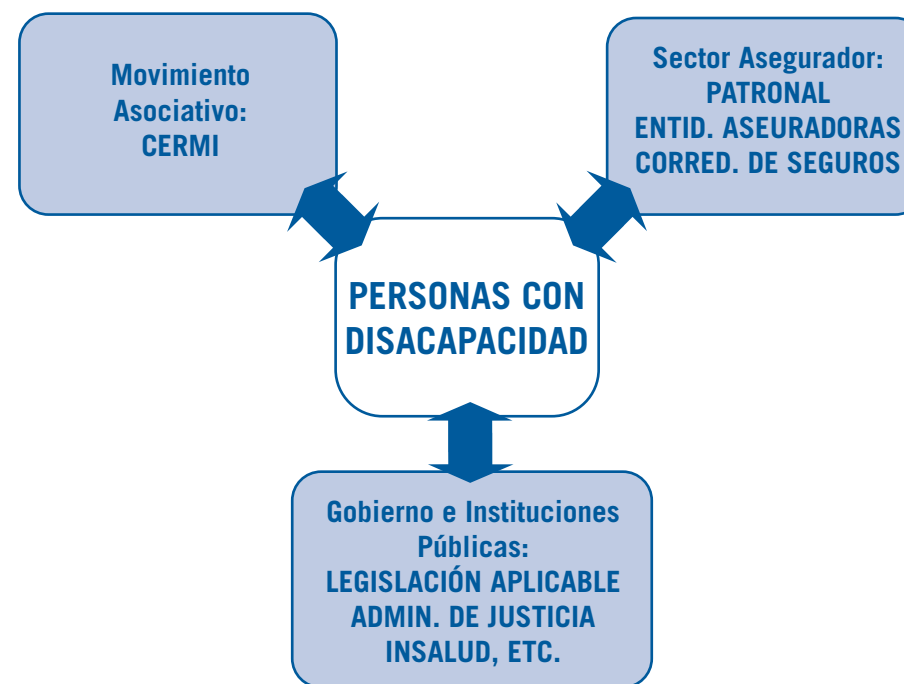 Movimiento
Asociativo:
CERMI
Sector Asegurador:
PATRONAL
ENTID. ASEURADORAS
CORRED. DE SEGUROS
PERSONAS CON
DISACAPACIDAD
Gobierno e Instituciones
Públicas:
LEGISLACIÓN APLICABLE
ADMIN. DE JUSTICIA
INSALUD, ETC.